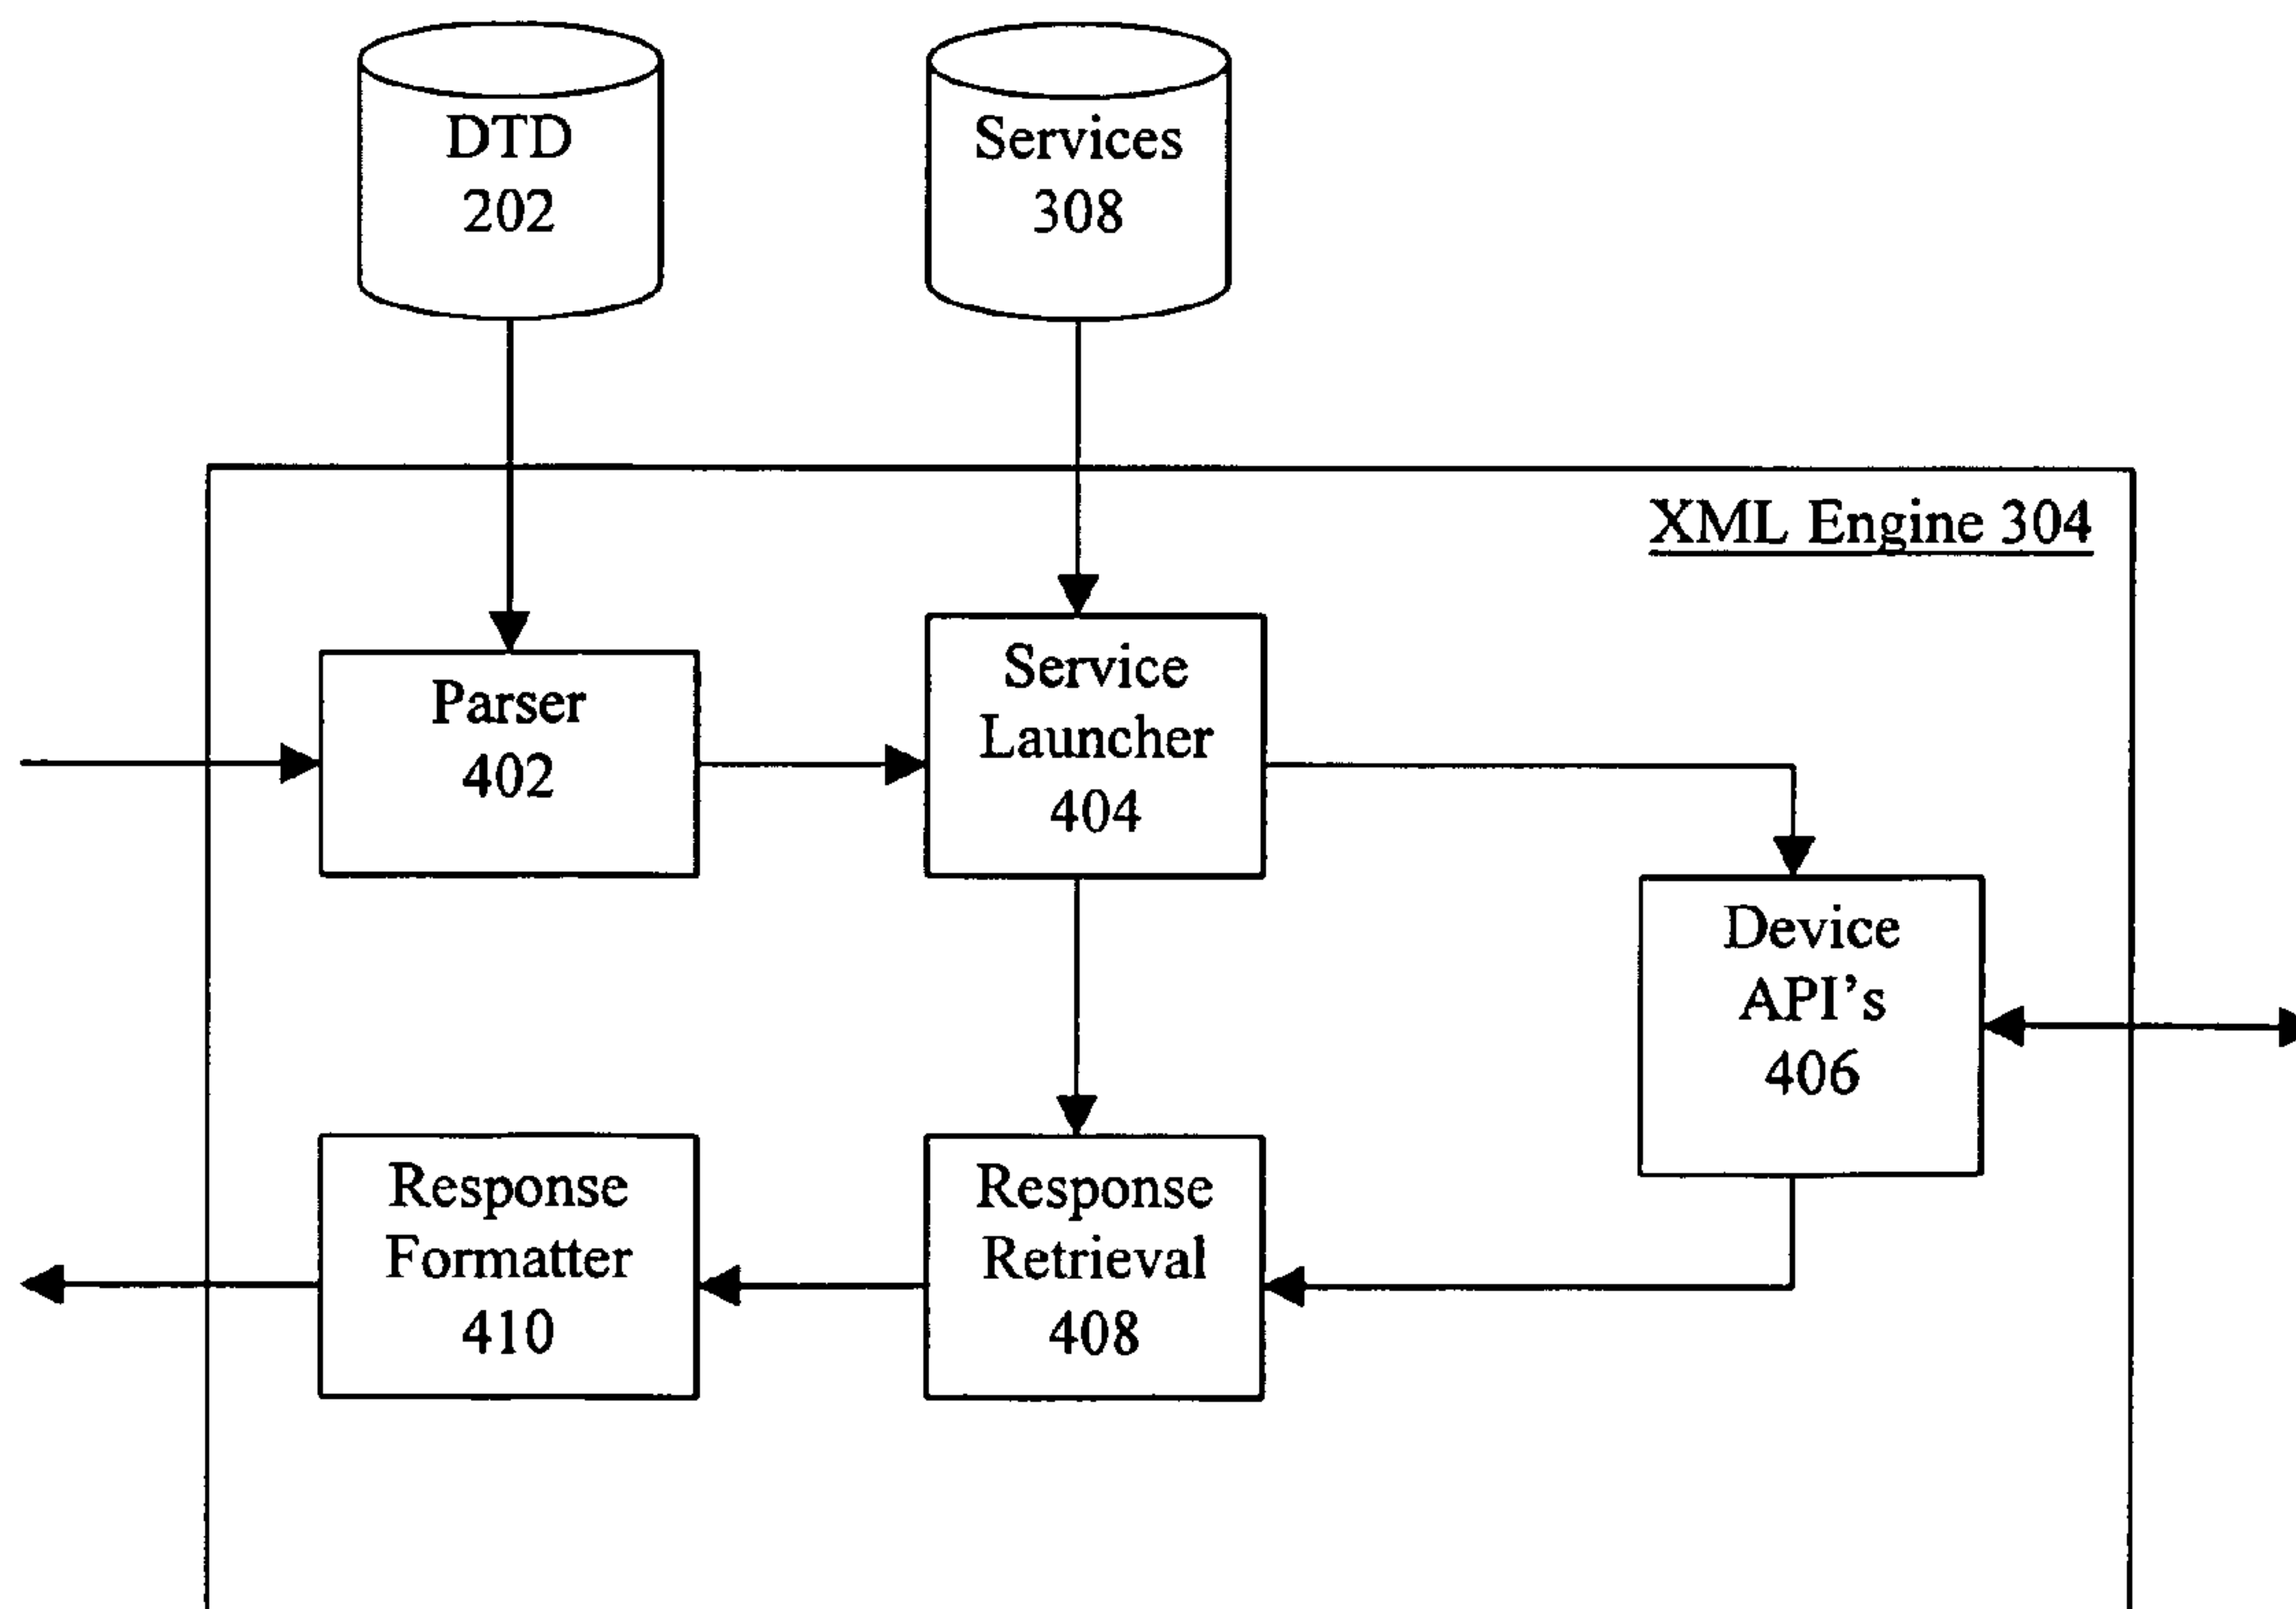 DTD
202
Services
308
XML Engine 304
Parser
402
Service
Launcher
404
Device
API's
406
Response
Formatter
410
Response
Retrieval
408